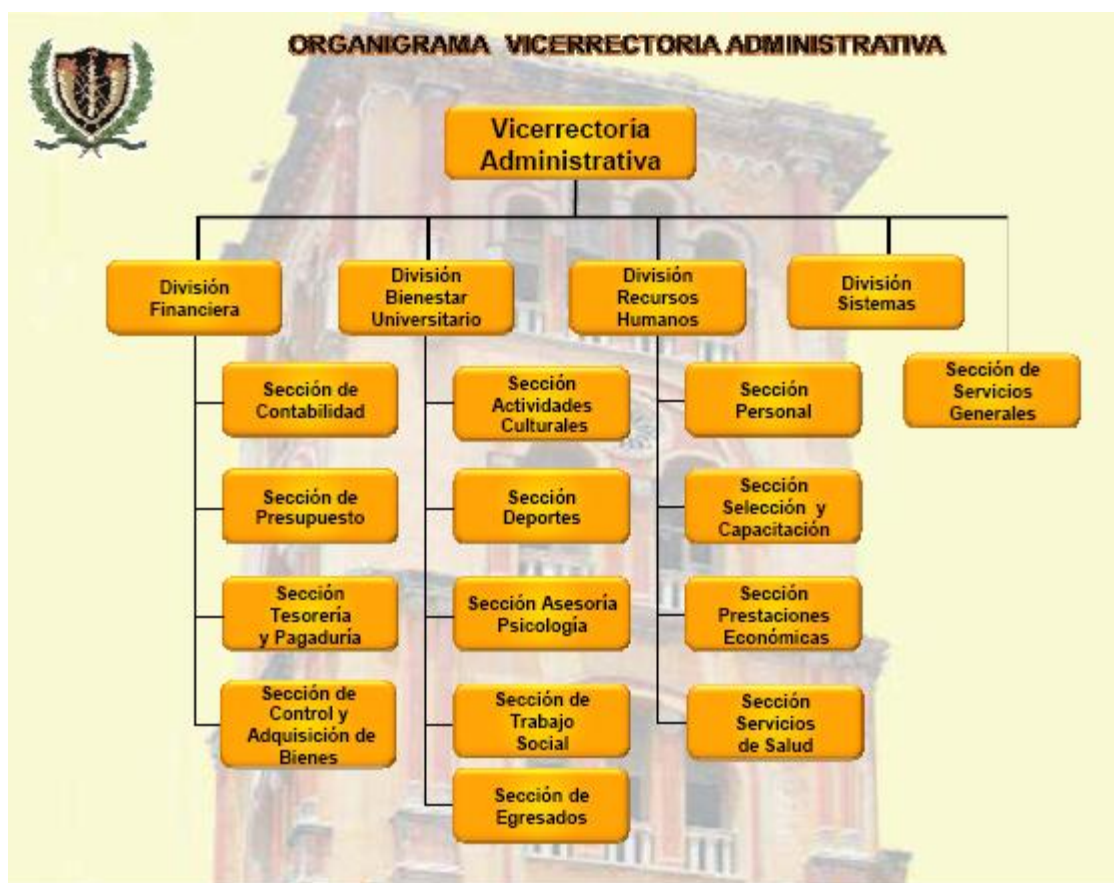 ORGANIGRAMA VICERRECTORIA ADMINISTRATIVA
Vicerrectoría
Administrativa
División
Financiera
División
Bienestar
Universitario
División
Recursos
Humanos
División
Sistemas
Sección de
Servicios
Generales
Sección de
Contabilidad
Sección de
Presupuesto
Sección
Tesorería
y Pagaduría
Sección de
Control y
Adquisición de
Bienes
Sección
Actividades
Culturales
Sección
Deportes
Sección Asesoría
Psicología
Sección de
Trabajo
Social
Sección de
Egresados
Sección
Personal
Sección
Selección y
Capacitación
Sección
Prestaciones
Económicas
Sección
Servicios
de Salud